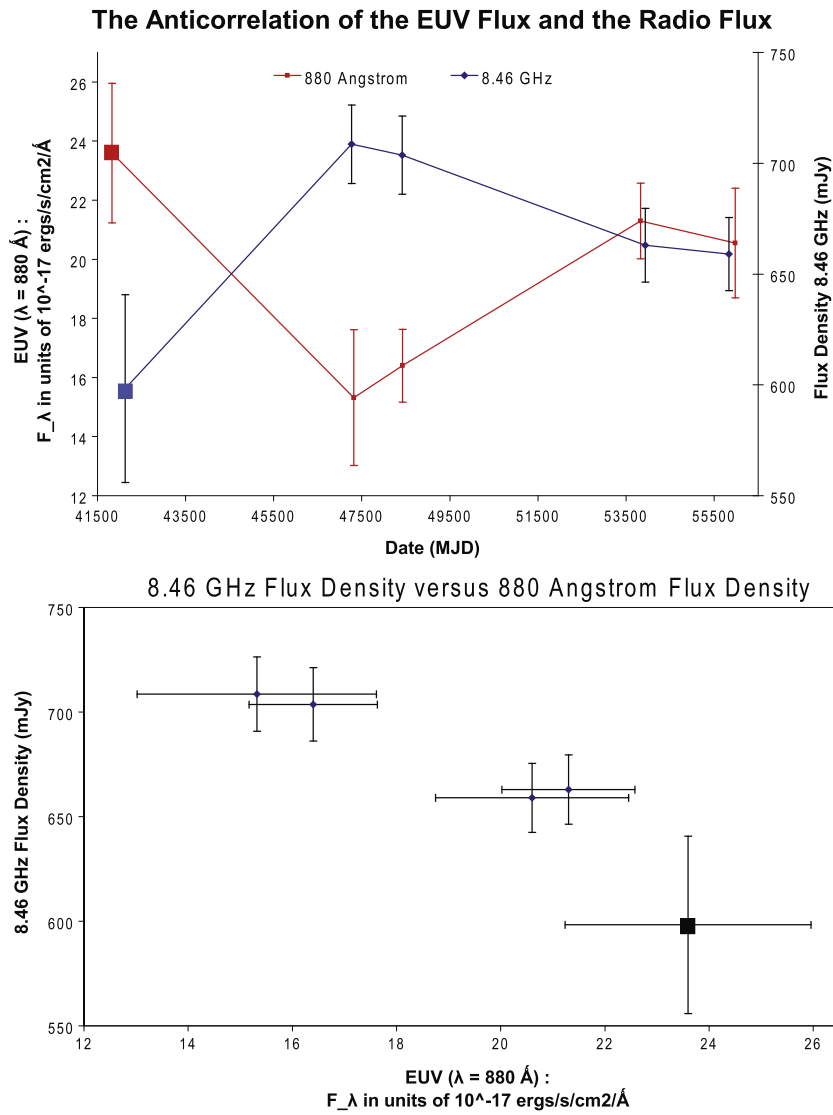 The Anticorrelation of the EUV Flux and the Radio Flux
880 Angstrom
8.46 GHz
26
24
22
20
18
16
14
12
750
700
650
600
550
EUV (λ = 880 Ǻ) :
F_λ in units of 10^-17 ergs/s/cm2/Ǻ
Flux Density 8.46 GHz (mJy)
41500 43500 45500 47500 49500 51500 53500 55500
Date (MJD)
8.46 GHz Flux Density versus 880 Angstrom Flux Density
750
700
650
600
550
8.46 GHz Flux Density (mJy)
12 14 16 18 20 22 24 26
EUV (λ = 880 Ǻ) :
F_λ in units of 10^-17 ergs/s/cm2/Ǻ